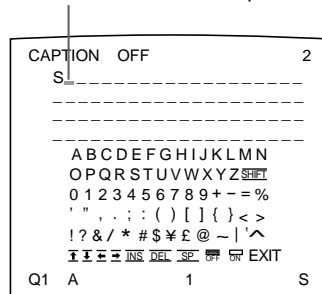 CAPTION OFF 2
S_ _ _ _ _ _ _ _ _ _ _ _ _ _ _ _ _ _ _
_ _ _ _ _ _ _ _ _ _ _ _ _ _ _ _ _ _ _ _
_ _ _ _ _ _ _ _ _ _ _ _ _ _ _ _ _ _ _ _
_ _ _ _ _ _ _ _ _ _ _ _ _ _ _ _ _ _ _ _
A B C D E F G H I J K L M N
O P Q R S T U V W X Y Z SHIFT
0 1 2 3 4 5 6 7 8 9 + − = %
' " , . ; : ( ) [ ] { } < >
! ? & / * # $ ¥ £ @ ~ | ‛ ^
INS DEL SP OFF ON EXIT
Q1 A 1 S